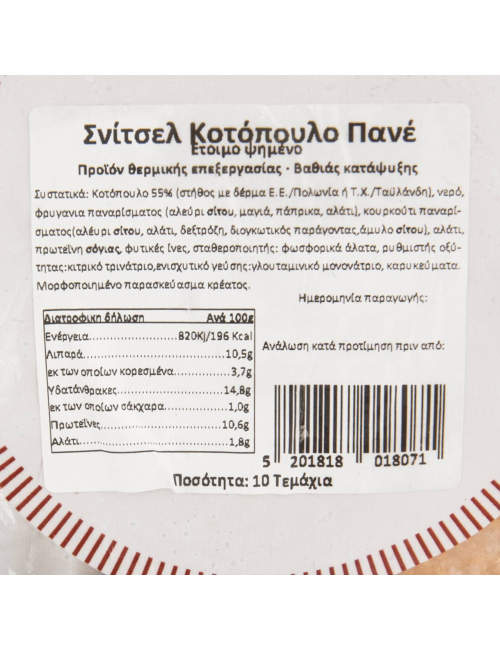 Σνίτσελ Κοτόπουλο Πανέ
Έτοιμο ψημένο
Προϊόν θερμικής επεξεργασίας · Βαθιάς κατάψυξης
Συστατικά: Κοτόπουλο 55% (στήθος με δέρμα Ε.Ε./Πολωνία ή Τ.Χ./Ταϋλάνδη), νερό,
φρυγανια παναρίσματος (αλεύρι σίτου, μαγιά, πάπρικα, αλάτι), κουρκούτι παναρί-
σματος(αλέυρι σίτου, αλάτι, δεξτρόζη, διογκωτικός παράγοντας,άμυλο σίτου), αλάτι,
πρωτεΐνη σόγιας, φυτικές ίνες, σταθεροποιητής: φωσφορικά άλατα, ρυθμιστής οξύ-
τητας:κιτρικό τρινάτριο,ενισχυτικό γεύσης:γλουταμινικό μονονάτριο, καρυκεύματα.
Μορφοποιημένο παρασκεύασμα κρέατος.
Ημερομηνία παραγωγής:
Διατροφικη δήλωση Ανά 100g
Ενέργεια 820KJ/196 Kcal
Λιπαρά 10,5g
εκ των οποίων κορεσμένα 3,7g
Υδατάνθρακες 14,8g
εκ των οποίων σάκχαρα 1,0g
Πρωτεΐνες 10,6g
Αλάτι 1,8g
Ανάλωση κατά προτίμηση πριν από:
5 201818 018071
Ποσότητα: 10 Τεμάχια